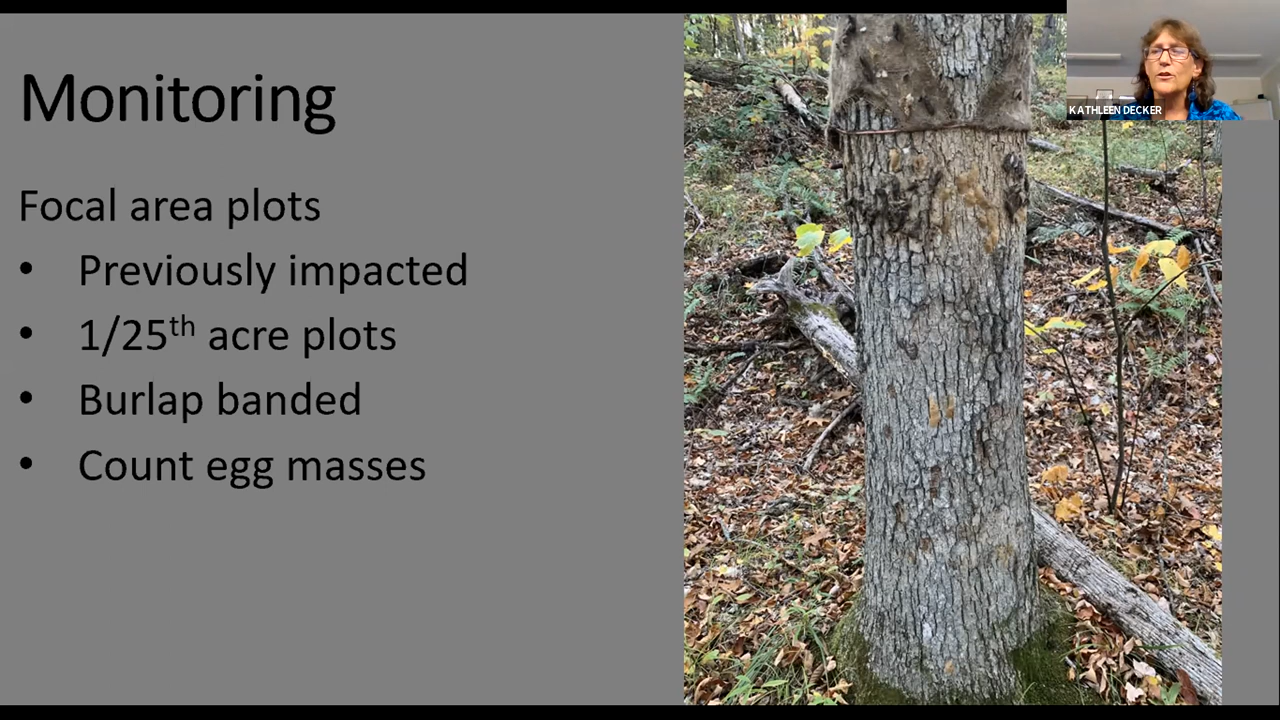 Monitoring
Focal area plots
• Previously impacted
• 1/25th acre plots
• Burlap banded
• Count egg masses
KATHLEEN DECKER